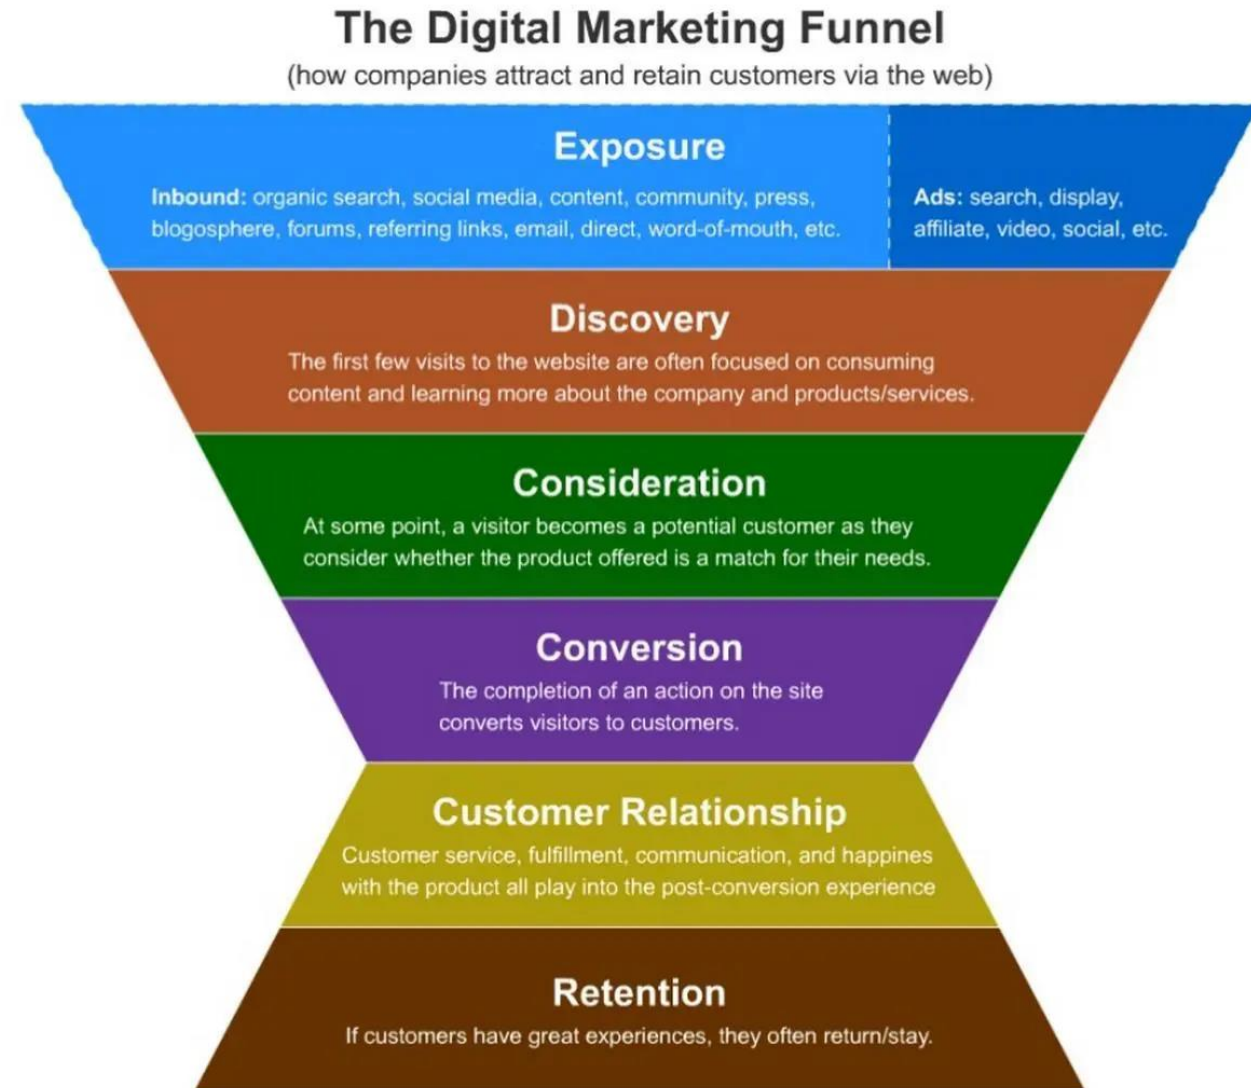 The Digital Marketing Funnel
(how companies attract and retain customers via the web)
Exposure
Inbound: organic search, social media, content, community, press,
blogosphere, forums, referring links, email, direct, word-of-mouth, etc.
Ads: search, display,
affiliate, video, social, etc.
Discovery
The first few visits to the website are often focused on consuming
content and learning more about the company and products/services.
Consideration
At some point, a visitor becomes a potential customer as they
consider whether the product offered is a match for their needs.
Conversion
The completion of an action on the site
converts visitors to customers.
Customer Relationship
Customer service, fulfillment, communication, and happines
with the product all play into the post-conversion experience
Retention
If customers have great experiences, they often return/stay.